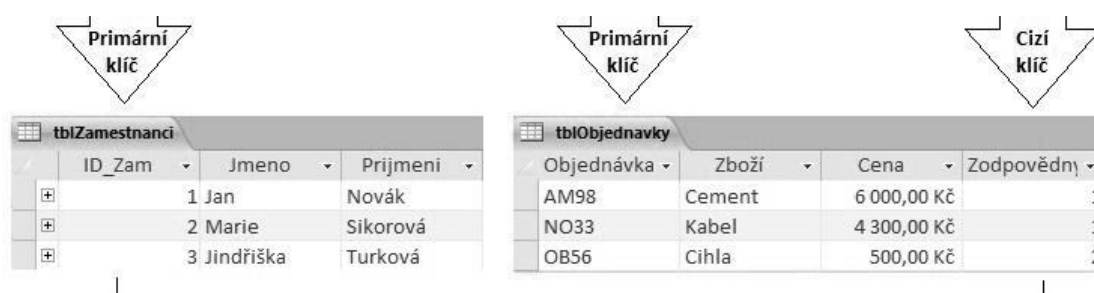 Primární
klíč
Primární
klíč
Cizí
klíč
tblZamestnanci
ID_Zam Jmeno Prijmeni
1 Jan Novák
2 Marie Sikorová
3 Jindřiška Turková
tblObjednavky
Objednávka Zboží Cena Zodpovědný
AM98 Cement 6 000,00 Kč
NO33 Kabel 4 300,00 Kč
OB56 Cihla 500,00 Kč